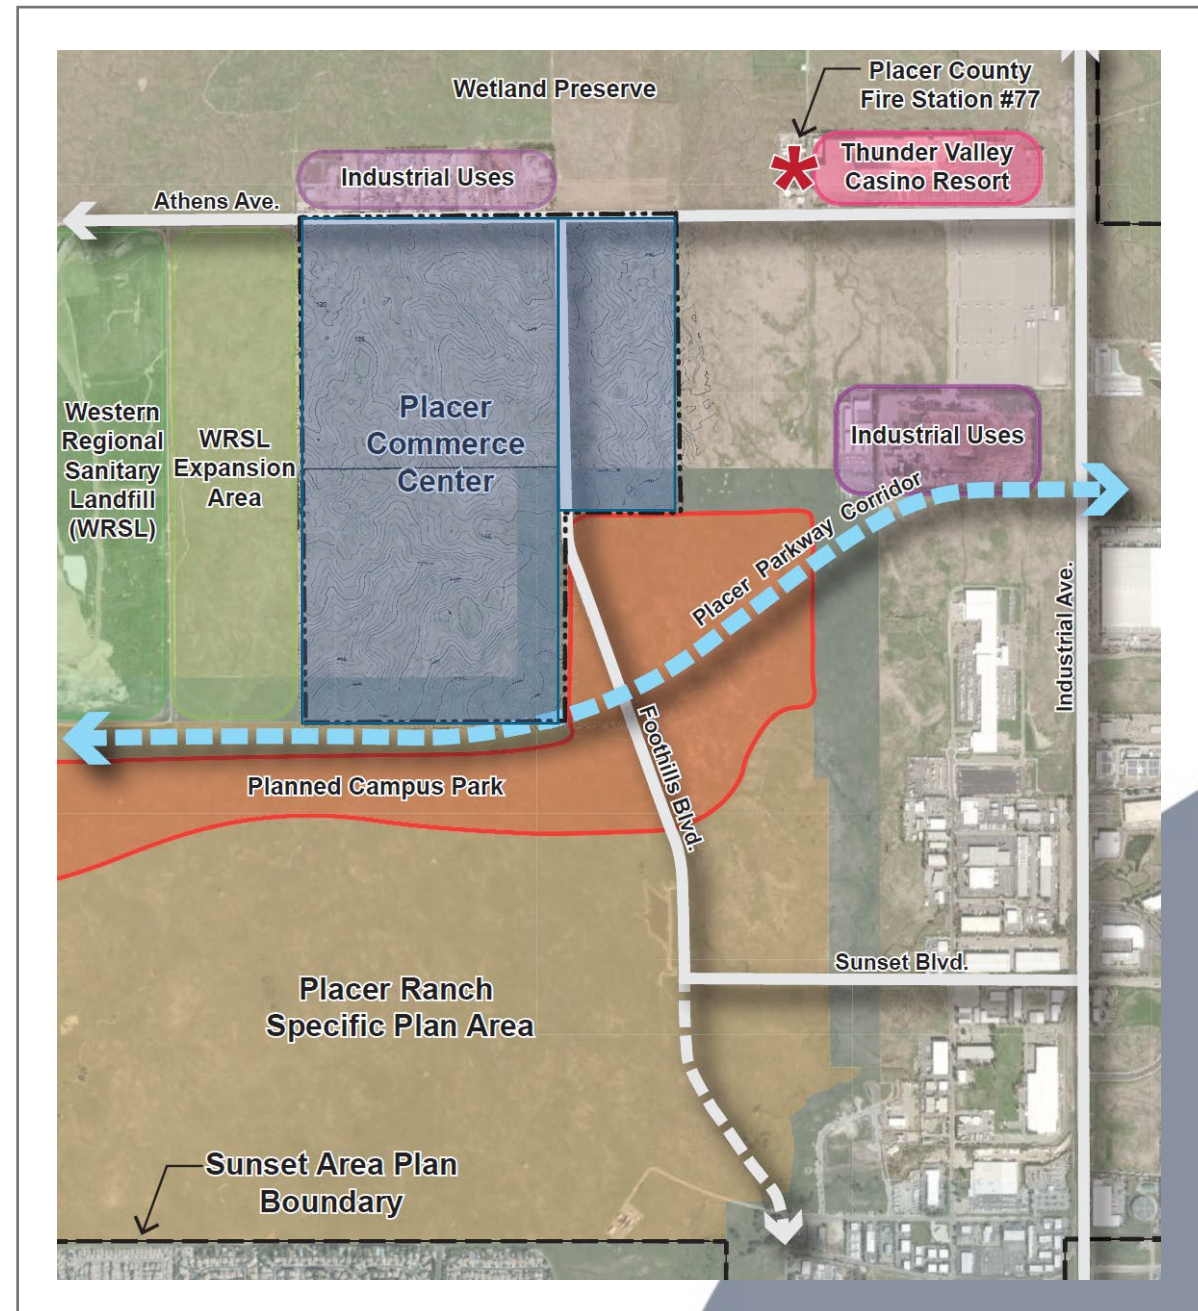 Wetland Preserve
Placer County
Fire Station #77
Industrial Uses
Thunder Valley
Casino Resort
Athens Ave.
Western
Regional
Sanitary
Landfill
(WRSL)
WRSL
Expansion
Area
Placer
Commerce
Center
Industrial Uses
Placer Parkway Corridor
Industrial Ave.
Foothills Blvd.
Planned Campus Park
Sunset Blvd.
Placer Ranch
Specific Plan Area
Sunset Area Plan
Boundary